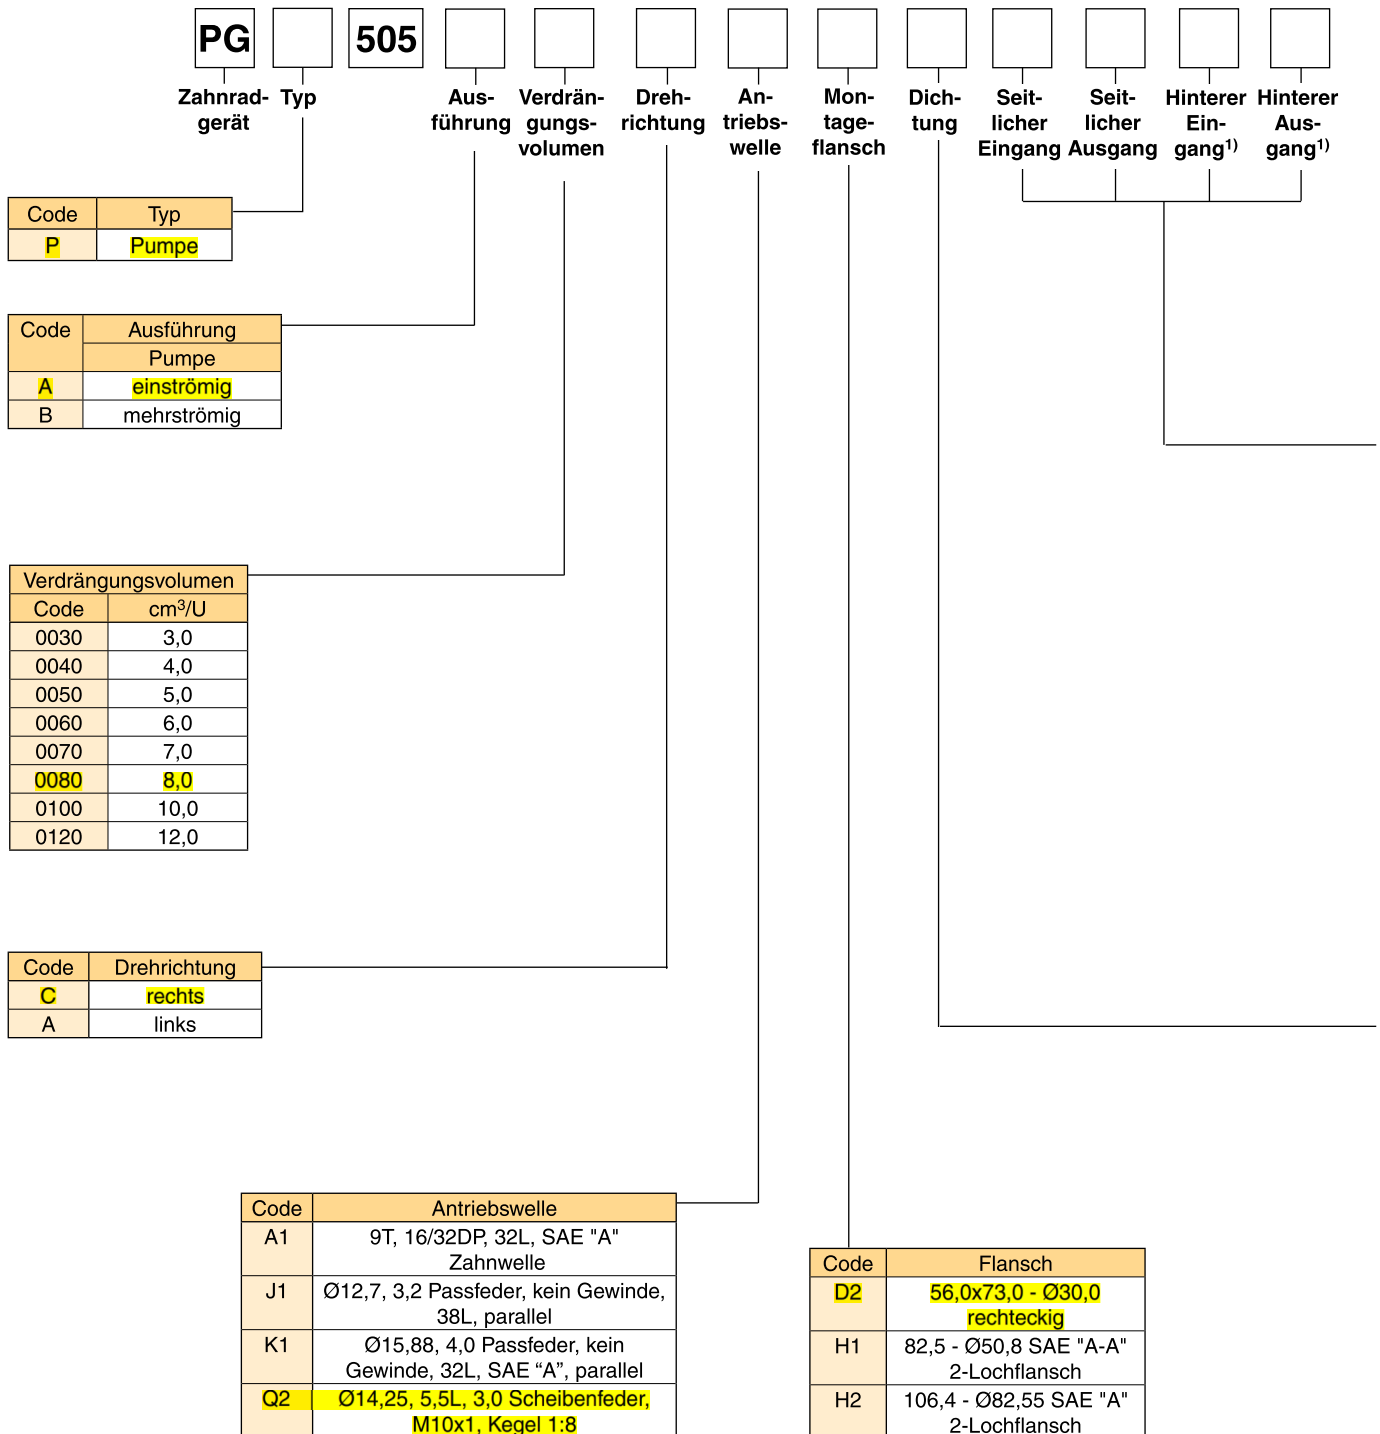 PG 505
Zahnrad- Typ Aus- Verdrän- Dreh- An- Mon- Dich- Seit- Seit- Hinterer Hinterer
gerät führung gungs- richtung triebs- tage- tung licher licher Ein- Aus-
volumen welle flansch Eingang Ausgang gang1) gang1)
Code Typ
P Pumpe
Code Ausführung
Pumpe
A einströmig
B mehrströmig
Verdrängungsvolumen
Code cm³/U
0030 3,0
0040 4,0
0050 5,0
0060 6,0
0070 7,0
0080 8,0
0100 10,0
0120 12,0
Code Drehrichtung
C rechts
A links
Code Antriebswelle
A1 9T, 16/32DP, 32L, SAE "A"
Zahnwelle
J1 Ø12,7, 3,2 Passfeder, kein Gewinde,
38L, parallel
K1 Ø15,88, 4,0 Passfeder, kein
Gewinde, 32L, SAE “A”, parallel
Q2 Ø14,25, 5,5L, 3,0 Scheibenfeder,
M10x1, Kegel 1:8
Code Flansch
D2 56,0x73,0 - Ø30,0
rechteckig
H1 82,5 - Ø50,8 SAE "A-A"
2-Lochflansch
H2 106,4 - Ø82,55 SAE "A"
2-Lochflansch